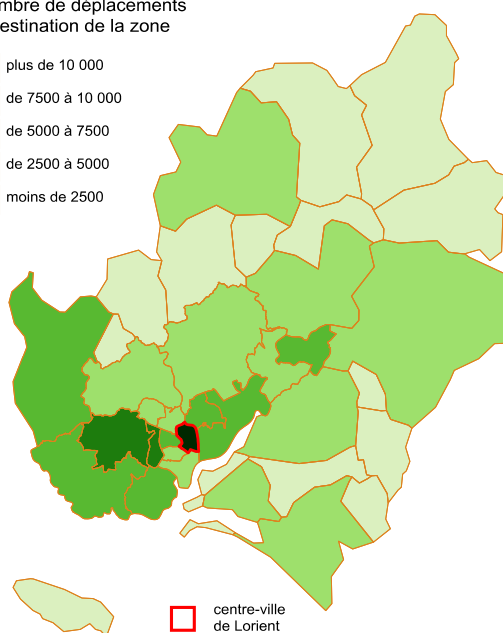 mbre de déplacements
estination de la zone
plus de 10 000
de 7500 à 10 000
de 5000 à 7500
de 2500 à 5000
moins de 2500
centre-ville
de Lorient